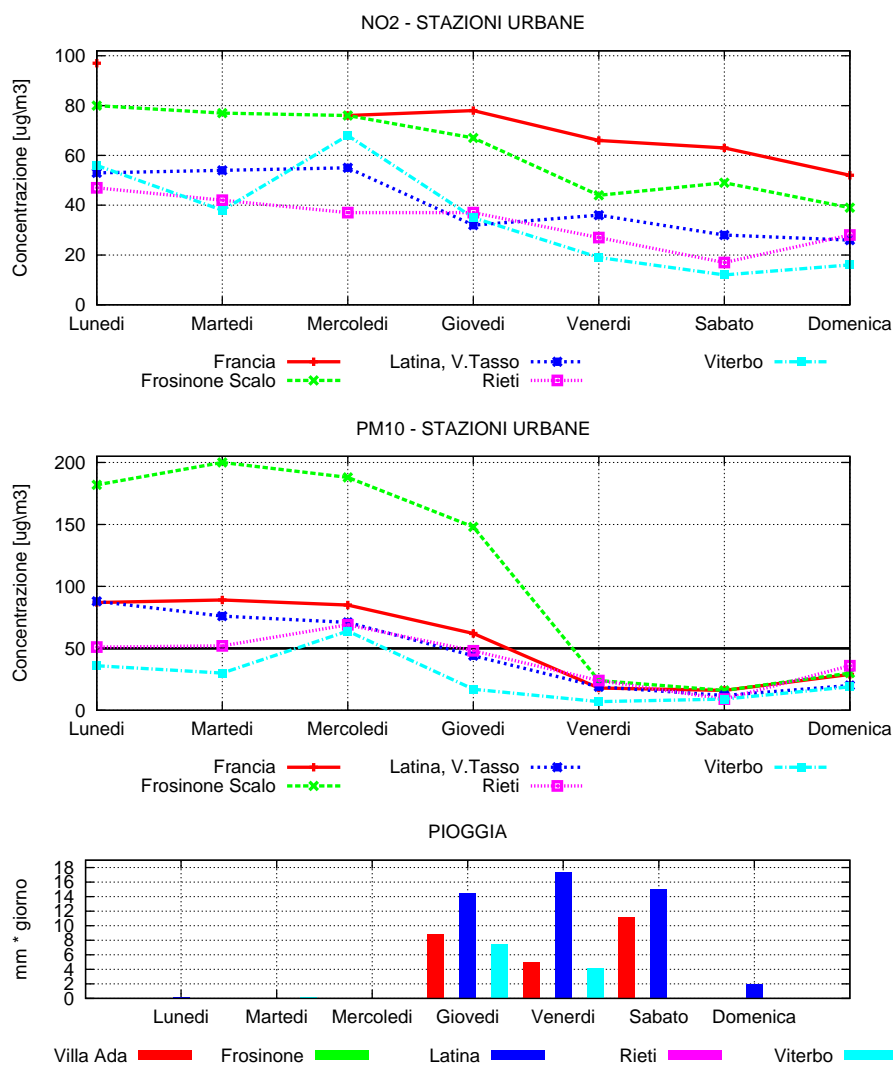 NO2 - STAZIONI URBANE
Concentrazione [ug\m3]
100
80
60
40
20
0
Lunedi Martedi Mercoledi Giovedi Venerdi Sabato Domenica
Francia Latina, V.Tasso Viterbo
Frosinone Scalo Rieti
PM10 - STAZIONI URBANE
Concentrazione [ug\m3]
200
150
100
50
0
Lunedi Martedi Mercoledi Giovedi Venerdi Sabato Domenica
Francia Latina, V.Tasso Viterbo
Frosinone Scalo Rieti
PIOGGIA
mm * giorno
18
16
14
12
10
8
6
4
2
0
Lunedi Martedi Mercoledi Giovedi Venerdi Sabato Domenica
Villa Ada Frosinone Latina Rieti Viterbo